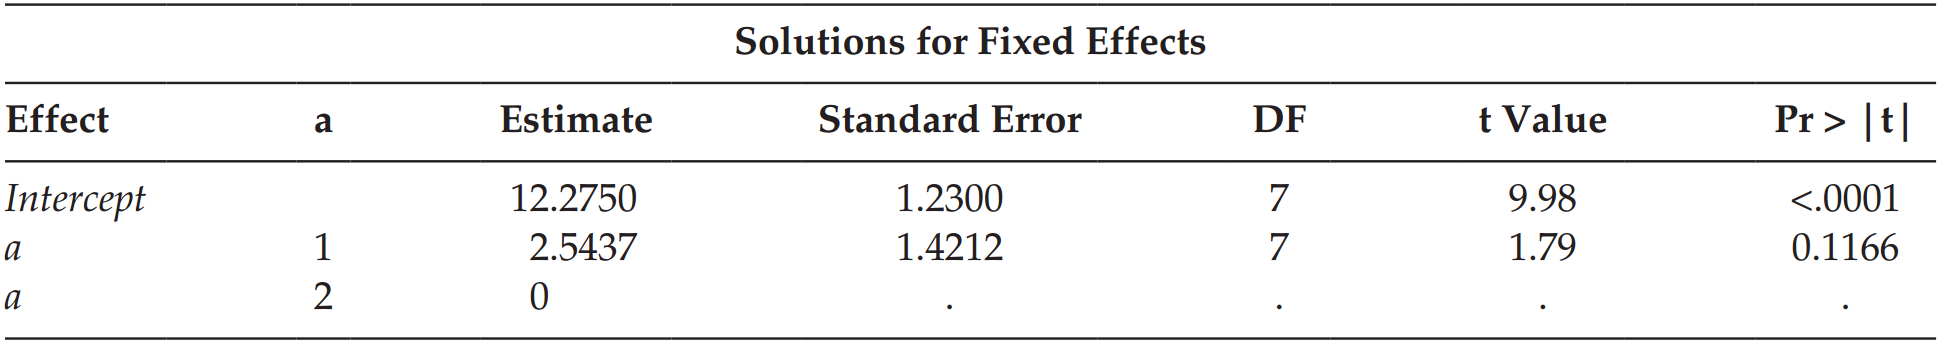 Solutions for Fixed Effects
Effect a Estimate Standard Error DF t Value Pr > |t|
Intercept 12.2750 1.2300 7 9.98 <.0001
a 1 2.5437 1.4212 7 1.79 0.1166
a 2 0 . . . .